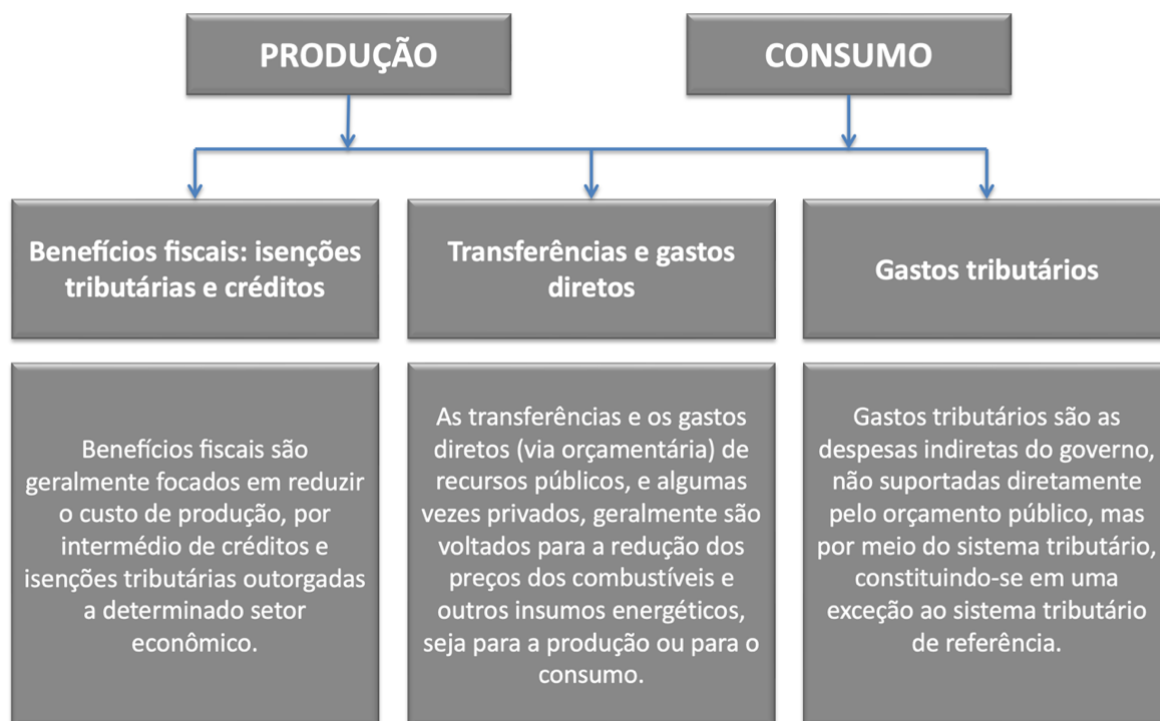 PRODUÇÃO
CONSUMO
Benefícios fiscais: isenções
tributárias e créditos
Transferências e gastos
diretos
Gastos tributários
Benefícios fiscais são
geralmente focados em reduzir
o custo de produção, por
intermédio de créditos e
isenções tributárias outorgadas
a determinado setor
econômico.
As transferências e os gastos
diretos (via orçamentária) de
recursos públicos, e algumas
vezes privados, geralmente são
voltados para a redução dos
preços dos combustíveis e
outros insumos energéticos,
seja para a produção ou para o
consumo.
Gastos tributários são as
despesas indiretas do governo,
não suportadas diretamente
pelo orçamento público, mas
por meio do sistema tributário,
constituindo-se em uma
exceção ao sistema tributário
de referência.